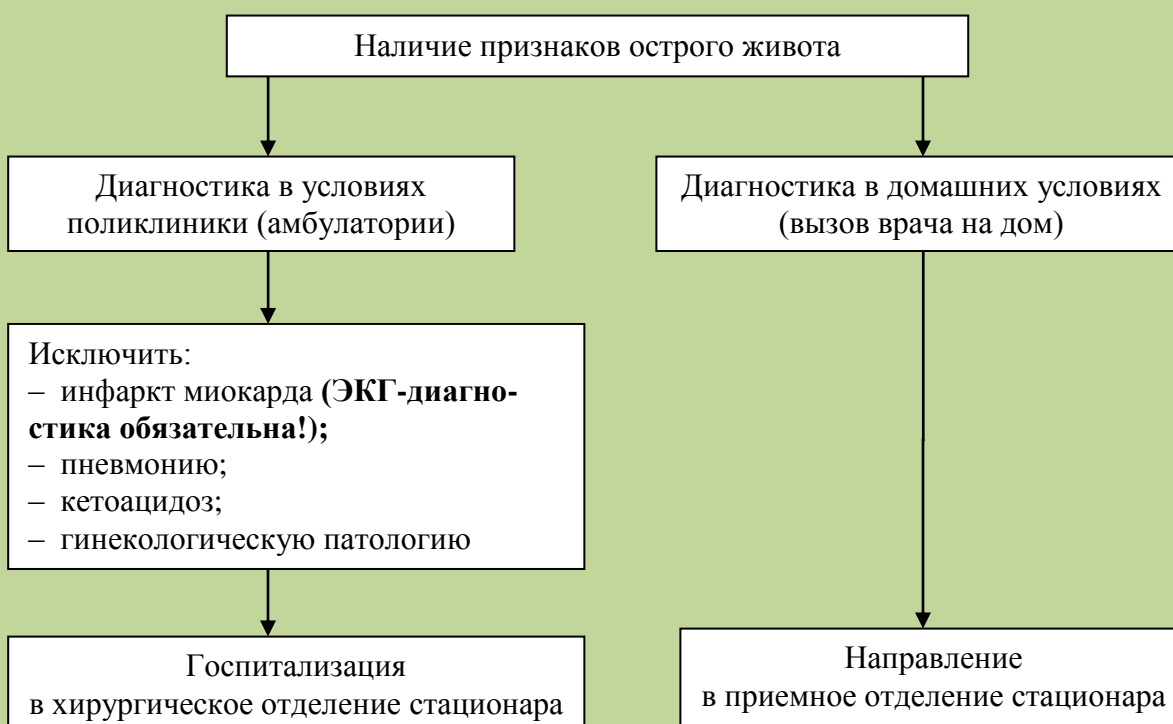 Наличие признаков острого живота
Диагностика в условиях
поликлиники (амбулатории)
Диагностика в домашних условиях
(вызов врача на дом)
Исключить:
– инфаркт миокарда (ЭКГ-диагно-
стика обязательна!);
– пневмонию;
– кетоацидоз;
– гинекологическую патологию
Госпитализация
в хирургическое отделение стационара
Направление
в приемное отделение стационара